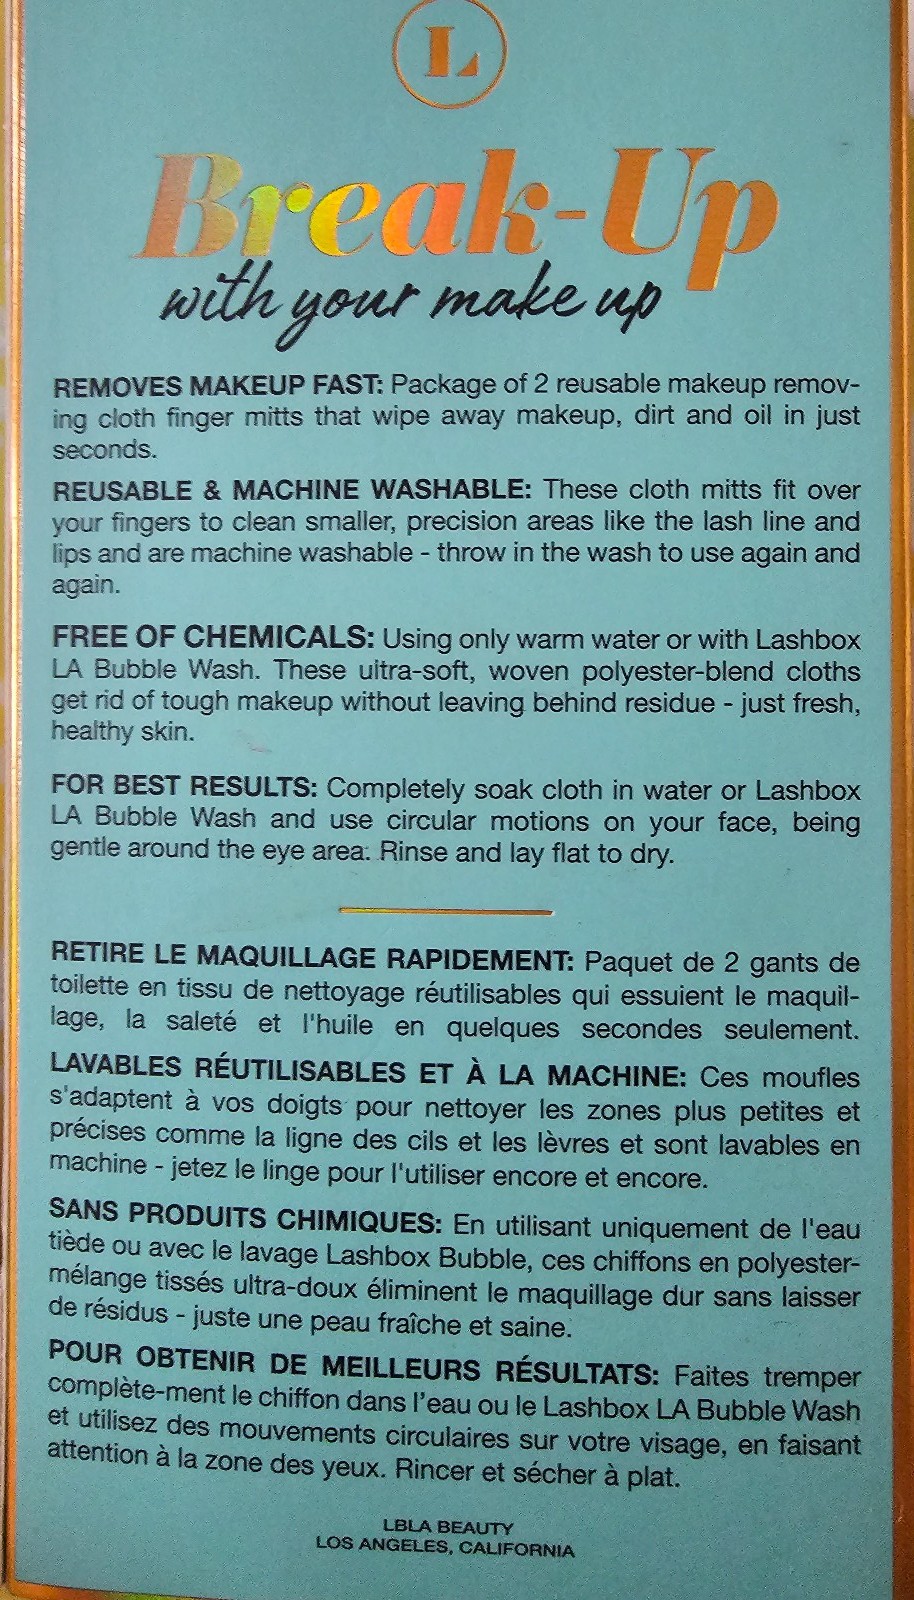 L
Break-Up
with your make up
REMOVES MAKEUP FAST: Package of 2 reusable makeup remov-
ing cloth finger mitts that wipe away makeup, dirt and oil in just
seconds.
REUSABLE & MACHINE WASHABLE: These cloth mitts fit over
your fingers to clean smaller, precision areas like the lash line and
lips and are machine washable - throw in the wash to use again and
again.
FREE OF CHEMICALS: Using only warm water or with Lashbox
LA Bubble Wash. These ultra-soft, woven polyester-blend cloths
get rid of tough makeup without leaving behind residue - just fresh,
healthy skin.
FOR BEST RESULTS: Completely soak cloth in water or Lashbox
LA Bubble Wash and use circular motions on your face, being
gentle around the eye area. Rinse and lay flat to dry.
RETIRE LE MAQUILLAGE RAPIDEMENT: Paquet de 2 gants de
toilette en tissu de nettoyage réutilisables qui essuient le maquil-
lage, la saleté et l'huile en quelques secondes seulement.
LAVABLES RÉUTILISABLES ET À LA MACHINE: Ces moufles
s'adaptent à vos doigts pour nettoyer les zones plus petites et
précises comme la ligne des cils et les lèvres et sont lavables en
machine - jetez le linge pour l'utiliser encore et encore.
SANS PRODUITS CHIMIQUES: En utilisant uniquement de l'eau
tiède ou avec le lavage Lashbox Bubble, ces chiffons en polyester-
mélange tissés ultra-doux éliminent le maquillage dur sans laisser
de résidus - juste une peau fraîche et saine.
POUR OBTENIR DE MEILLEURS RÉSULTATS: Faites tremper
complète-ment le chiffon dans l'eau ou le Lashbox LA Bubble Wash
et utilisez des mouvements circulaires sur votre visage, en faisant
attention à la zone des yeux. Rincer et sécher à plat.
LBLA BEAUTY
LOS ANGELES, CALIFORNIA